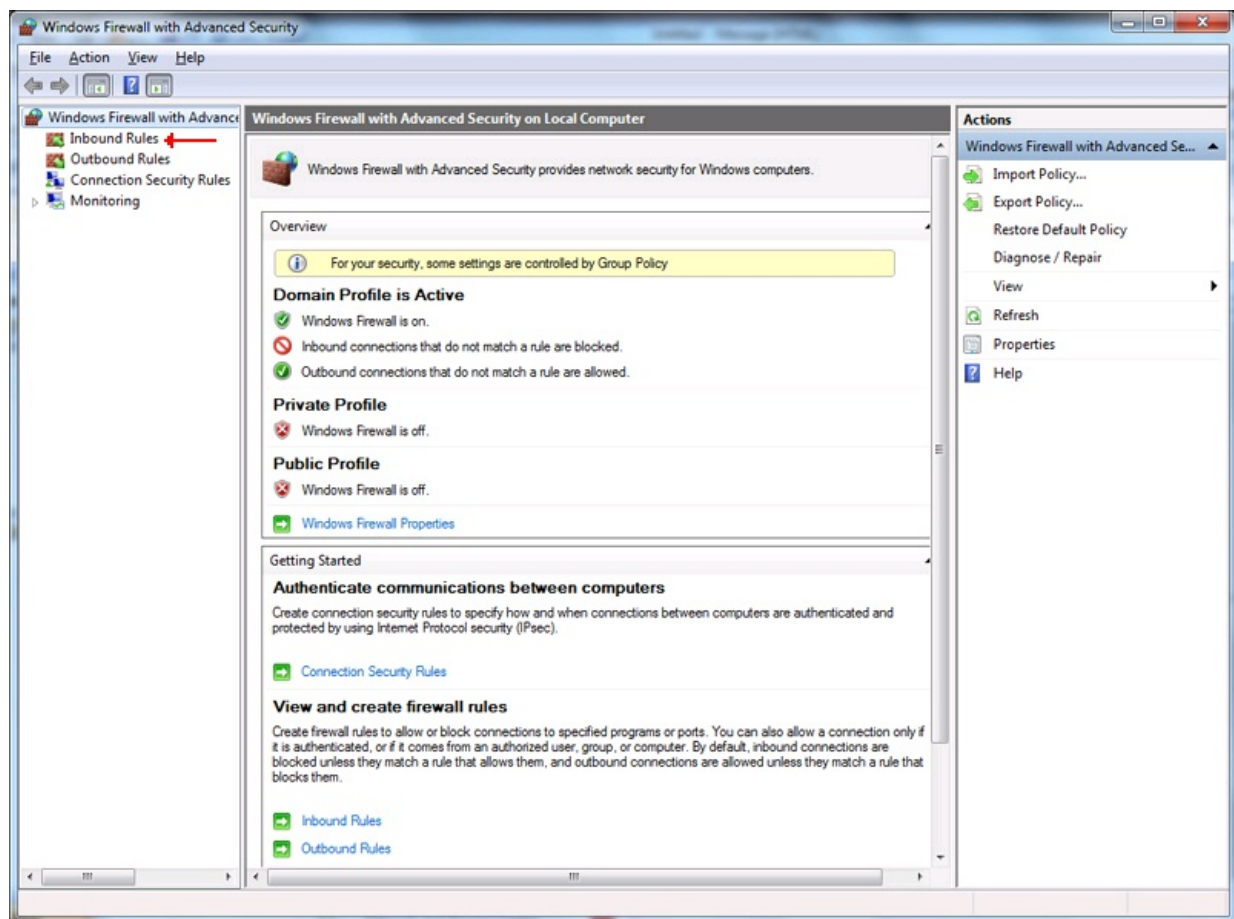 Windows Firewall with Advanced Security
File Action View Help
Windows Firewall with Advance
Inbound Rules
Outbound Rules
Connection Security Rules
Monitoring
Windows Firewall with Advanced Security on Local Computer
Windows Firewall with Advanced Security provides network security for Windows computers.
Overview
For your security, some settings are controlled by Group Policy
Domain Profile is Active
Windows Firewall is on.
Inbound connections that do not match a rule are blocked.
Outbound connections that do not match a rule are allowed.
Private Profile
Windows Firewall is off.
Public Profile
Windows Firewall is off.
Windows Firewall Properties
Getting Started
Authenticate communications between computers
Create connection security rules to specify how and when connections between computers are authenticated and
protected by using Internet Protocol security (IPsec).
Connection Security Rules
View and create firewall rules
Create firewall rules to allow or block connections to specified programs or ports. You can also allow a connection only if
it is authenticated, or if it comes from an authorized user, group, or computer. By default, inbound connections are
blocked unless they match a rule that allows them, and outbound connections are allowed unless they match a rule that
blocks them.
Inbound Rules
Outbound Rules
Actions
Windows Firewall with Advanced Se...
Import Policy...
Export Policy...
Restore Default Policy
Diagnose / Repair
View
Refresh
Properties
Help